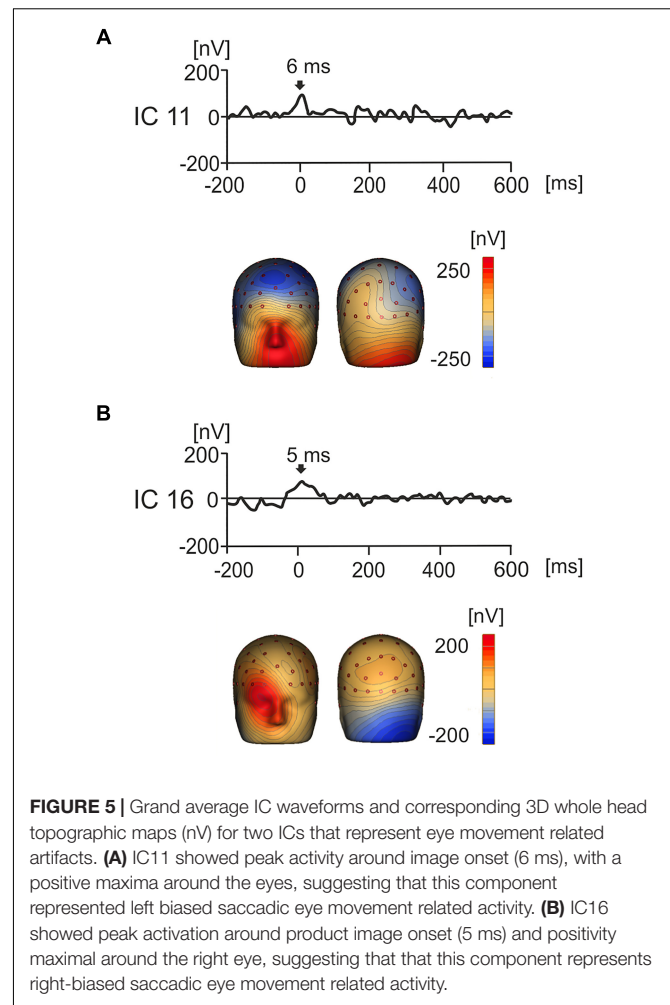 A
[nV]
200
6 ms
IC 11 0
-200
-200 0 200 400 600 [ms]
[nV]
250
-250
B
[nV]
200
5 ms
IC 16 0
-200
-200 0 200 400 600 [ms]
[nV]
200
-200
FIGURE 5 | Grand average IC waveforms and corresponding 3D whole head
topographic maps (nV) for two ICs that represent eye movement related
artifacts. (A) IC11 showed peak activity around image onset (6 ms), with a
positive maxima around the eyes, suggesting that this component
represented left biased saccadic eye movement related activity. (B) IC16
showed peak activation around product image onset (5 ms) and positivity
maximal around the right eye, suggesting that that this component represents
right-biased saccadic eye movement related activity.